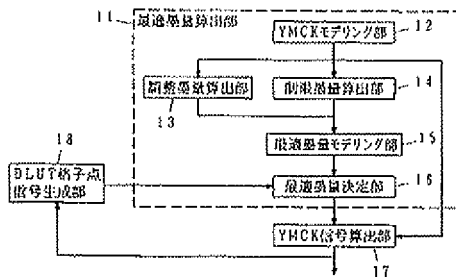 11
最適墨量算出部
YMCKモデリング部
12
調整墨量算出部
13
制限墨量算出部
14
最適墨量モデリング部
15
18
DLUT格子点
信号生成部
最適墨量決定部
16
YMCK信号算出部
17